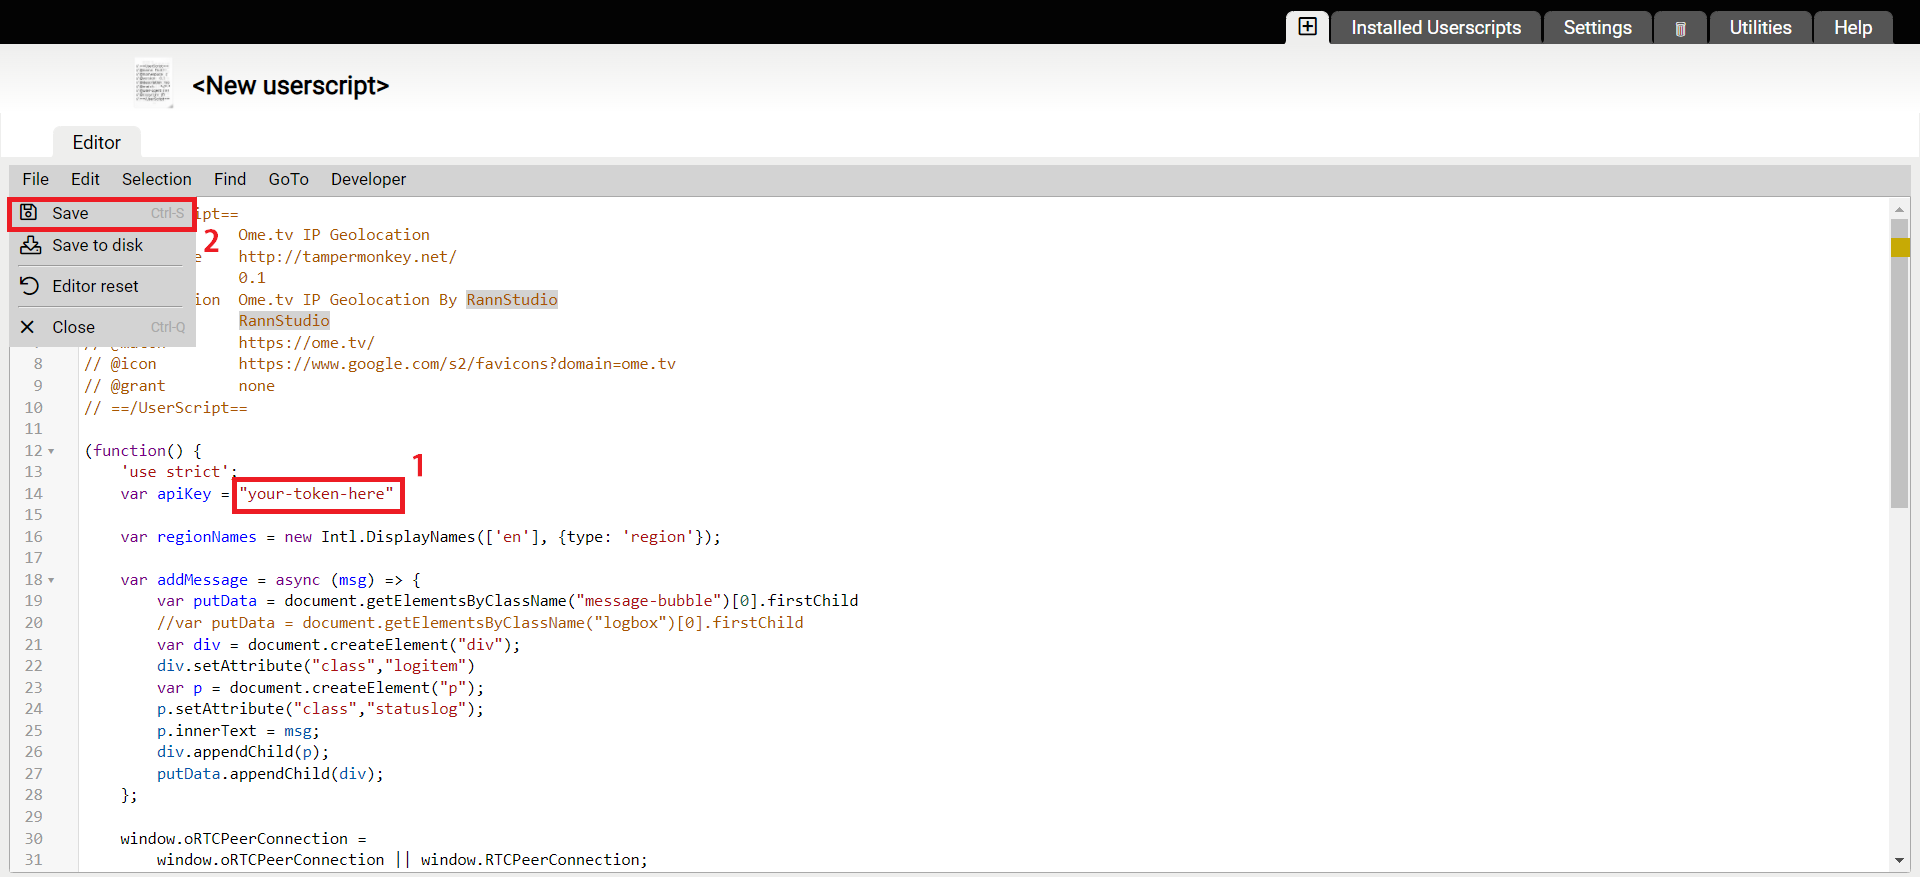 Installed Userscripts Settings Utilities Help
<New userscript>
Editor
File Edit Selection Find GoTo Developer
Save Ctrl-S
Save to disk
Editor reset
Close Ctrl-Q
2
ipt==
Ome.tv IP Geolocation
e http://tampermonkey.net/
0.1
ion Ome.tv IP Geolocation By RannStudio
RannStudio
https://ome.tv/
8 // @icon https://www.google.com/s2/favicons?domain=ome.tv
9 // @grant none
10 // ==/UserScript==
11
12 (function() {
13 'use strict';
1
14 var apiKey = "your-token-here"
15
16 var regionNames = new Intl.DisplayNames(['en'], {type: 'region'});
17
18 var addMessage = async (msg) => {
19 var putData = document.getElementsByClassName("message-bubble")[0].firstChild
20 //var putData = document.getElementsByClassName("logbox")[0].firstChild
21 var div = document.createElement("div");
22 div.setAttribute("class","logitem")
23 var p = document.createElement("p");
24 p.setAttribute("class","statuslog");
25 p.innerText = msg;
26 div.appendChild(p);
27 putData.appendChild(div);
28 };
29
30 window.oRTCPeerConnection =
31 window.oRTCPeerConnection || window.RTCPeerConnection;